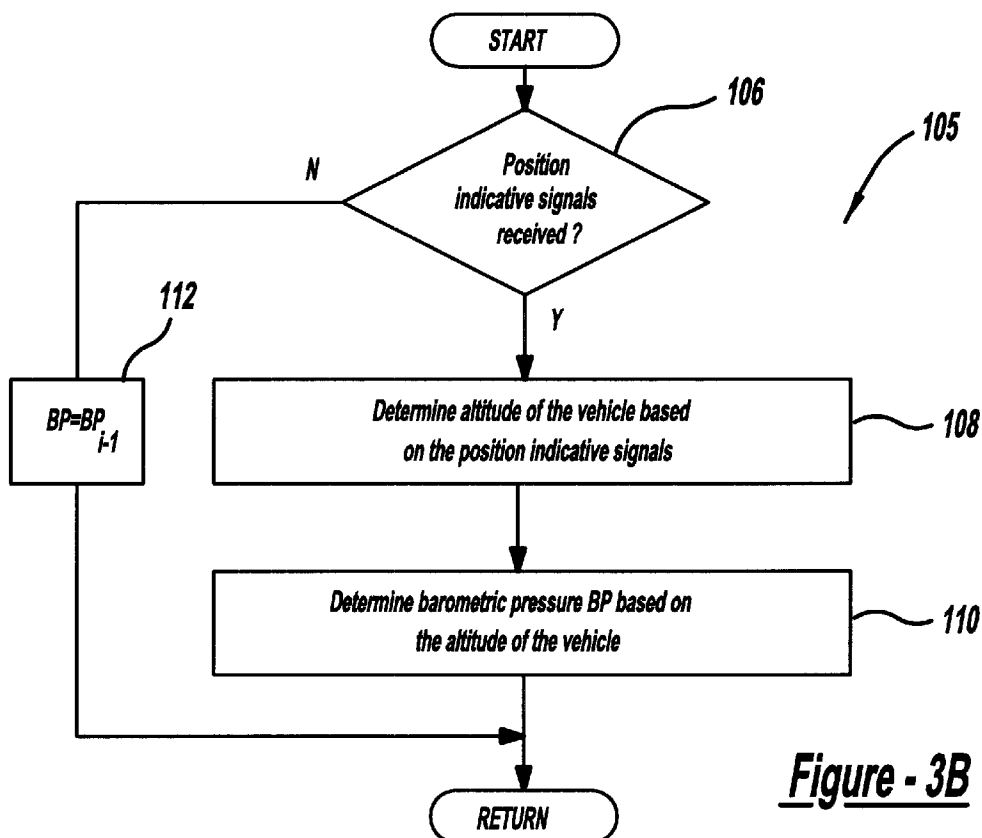 START
106
105
Position
indicative signals
received ?
N
Y
112
BP=BP
i-1
Determine altitude of the vehicle based
on the position indicative signals
108
Determine barometric pressure BP based on
the altitude of the vehicle
110
RETURN
Figure - 3B